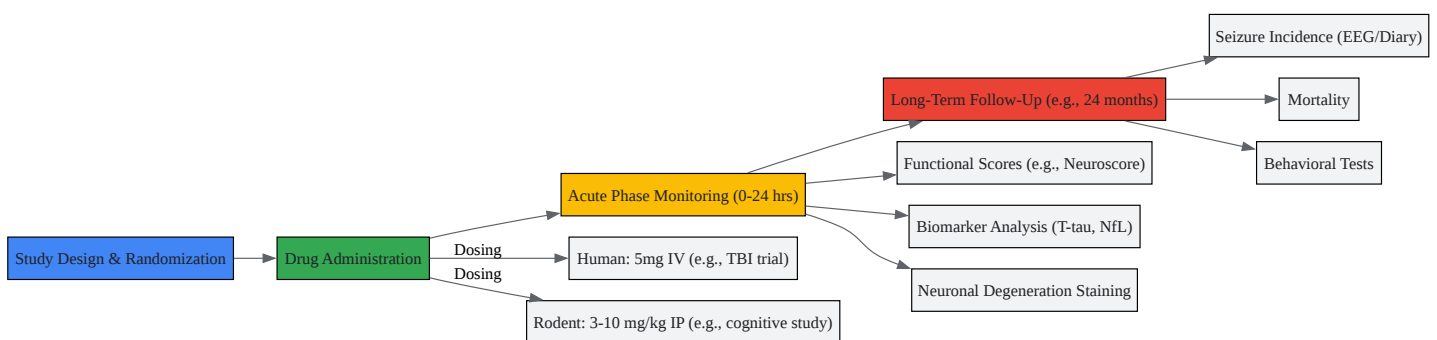 Study Design & Randomization
Drug Administration
Dosing
Dosing
Acute Phase Monitoring (0-24 hrs)
Human: 5mg IV (e.g., TBI trial)
Rodent: 3-10 mg/kg IP (e.g., cognitive study)
Long-Term Follow-Up (e.g., 24 months)
Functional Scores (e.g., Neuroscore)
Biomarker Analysis (T-tau, NfL)
Neuronal Degeneration Staining
Seizure Incidence (EEG/Diary)
Mortality
Behavioral Tests